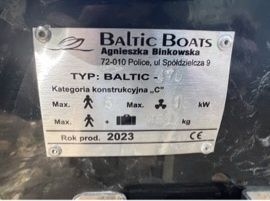 BALTIC BOATS
Agnieszka Binkowska
72-010 Police, ul Spółdzielcza 9
TYP: BALTIC -
Kategoria konstrukcyjna „C"
Max. Max. kW
Max. + kg
Rok prod. 2023 CE